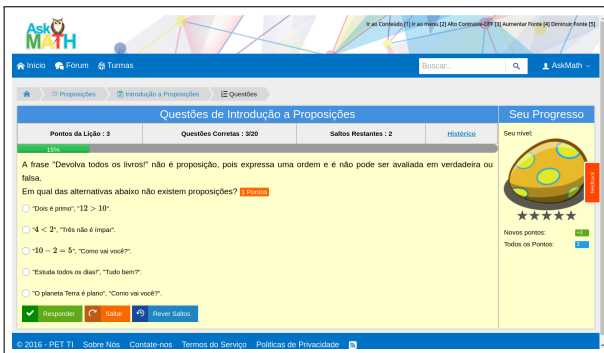 Ask
MATH
Ir ao Conteúdo [1] Ir ao menu [2] Alto Contraste-OFF [3] Aumentar Fonte [4] Diminuir Fonte [5]
Início Fórum Turmas Buscar... AskMath
Proposições Introdução a Proposições Questões
Questões de Introdução a Proposições
Pontos da Lição : 3 Questões Corretas : 3/20 Saltos Restantes : 2 Histórico
15%
A frase "Devolva todos os livros!" não é proposição, pois expressa uma ordem e é não pode ser avaliada em verdadeira ou
falsa.
Em qual das alternativas abaixo não existem proposições? 1 Pontos
"Dois é primo", "12 > 10".
"4 < 2", "Três não é ímpar".
"10 − 2 = 5", "Como vai você?".
"Estuda todos os dias!", "Tudo bem?".
"O planeta Terra é plano", "Como vai você?".
Responder Saltar Rever Saltos
Seu Progresso
Seu nível:
Novos pontos: +3
Todos os Pontos:
feedback
© 2016 - PET TI Sobre Nós Contate-nos Termos do Serviço Politicas de Privacidade